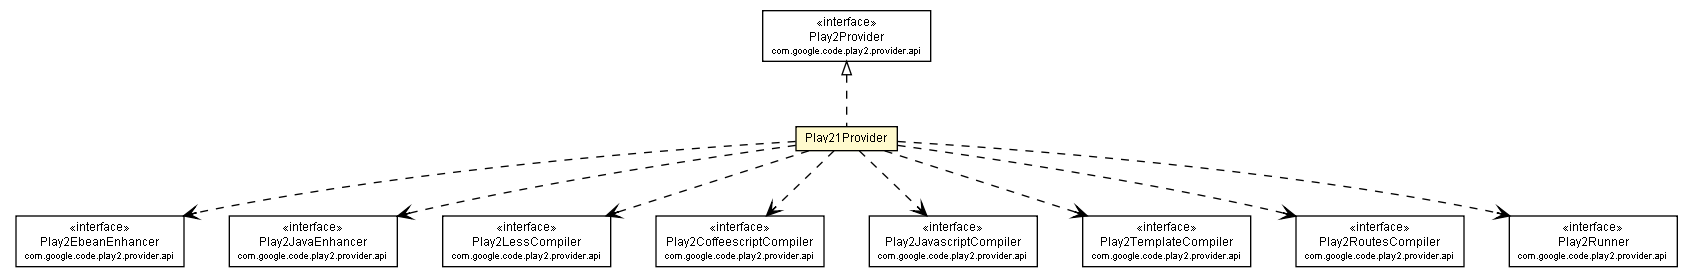 «interface»
Play2Provider
com.google.code.play2.provider.api
Play21Provider
«interface»
Play2EbeanEnhancer
com.google.code.play2.provider.api
«interface»
Play2JavaEnhancer
com.google.code.play2.provider.api
«interface»
Play2LessCompiler
com.google.code.play2.provider.api
«interface»
Play2CoffeescriptCompiler
com.google.code.play2.provider.api
«interface»
Play2JavascriptCompiler
com.google.code.play2.provider.api
«interface»
Play2TemplateCompiler
com.google.code.play2.provider.api
«interface»
Play2RoutesCompiler
com.google.code.play2.provider.api
«interface»
Play2Runner
com.google.code.play2.provider.api